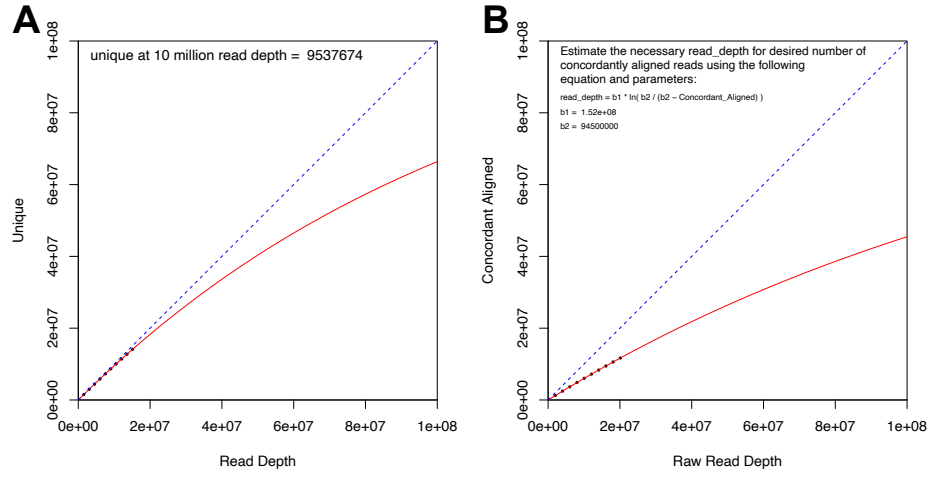 A
unique at 10 million read depth = 9537674
Unique
0e+00
2e+07
4e+07
6e+07
8e+07
1e+08
0e+00
2e+07
4e+07
6e+07
8e+07
1e+08
Read Depth
B
Estimate the necessary read_depth for desired number of
concordantly aligned reads using the following
equation and parameters:
read_depth = b1 * ln( b2 / (b2 − Concordant_Aligned) )
b1 = 1.52e+08
b2 = 94500000
Concordant Aligned
0e+00
2e+07
4e+07
6e+07
8e+07
1e+08
0e+00
2e+07
4e+07
6e+07
8e+07
1e+08
Raw Read Depth